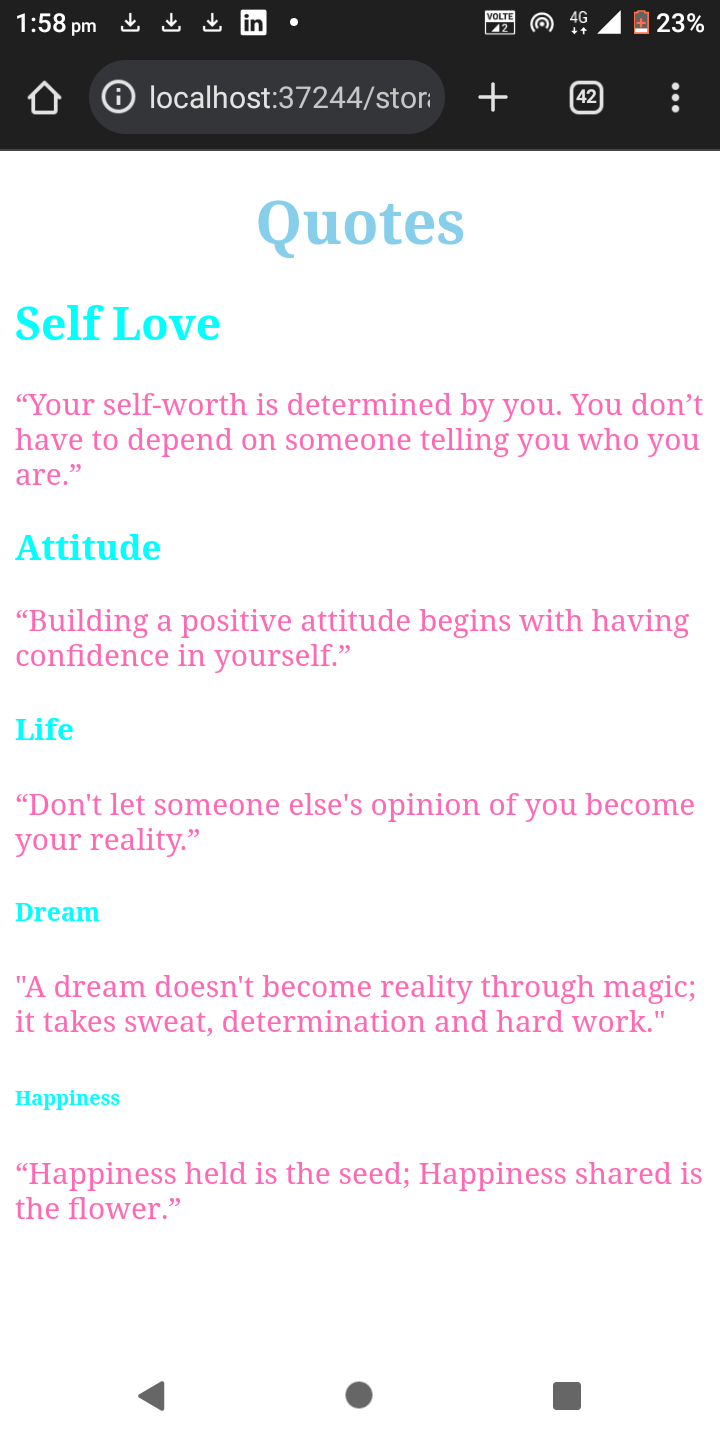 1:58 pm in VOLTE 2 4G 23%
localhost:37244/stor 42
Quotes
Self Love
“Your self-worth is determined by you. You don’t
have to depend on someone telling you who you
are.”
Attitude
“Building a positive attitude begins with having
confidence in yourself.”
Life
“Don't let someone else's opinion of you become
your reality.”
Dream
"A dream doesn't become reality through magic;
it takes sweat, determination and hard work."
Happiness
“Happiness held is the seed; Happiness shared is
the flower.”